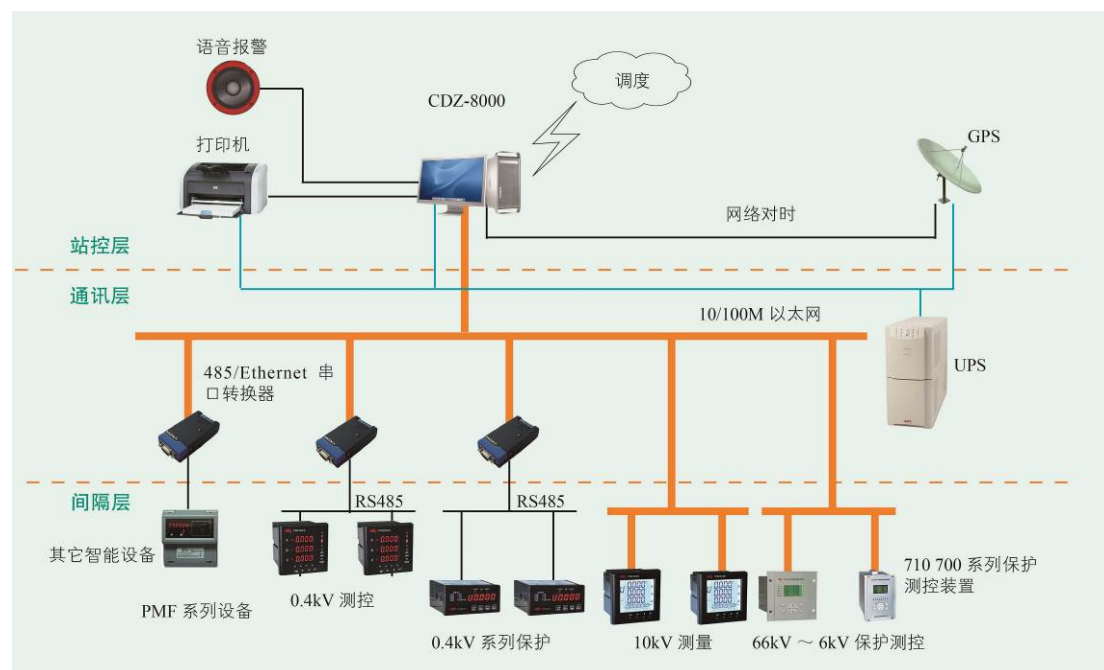 语音报警
调度
CDZ-8000
打印机
GPS
网络对时
站控层
通讯层
10/100M 以太网
485/Ethernet 串
口转换器
UPS
间隔层
RS485
RS485
其它智能设备
710 700 系列保护
测控装置
0.4kV 测控
PMF 系列设备
0.4kV 系列保护
10kV 测量
66kV ～ 6kV 保护测控